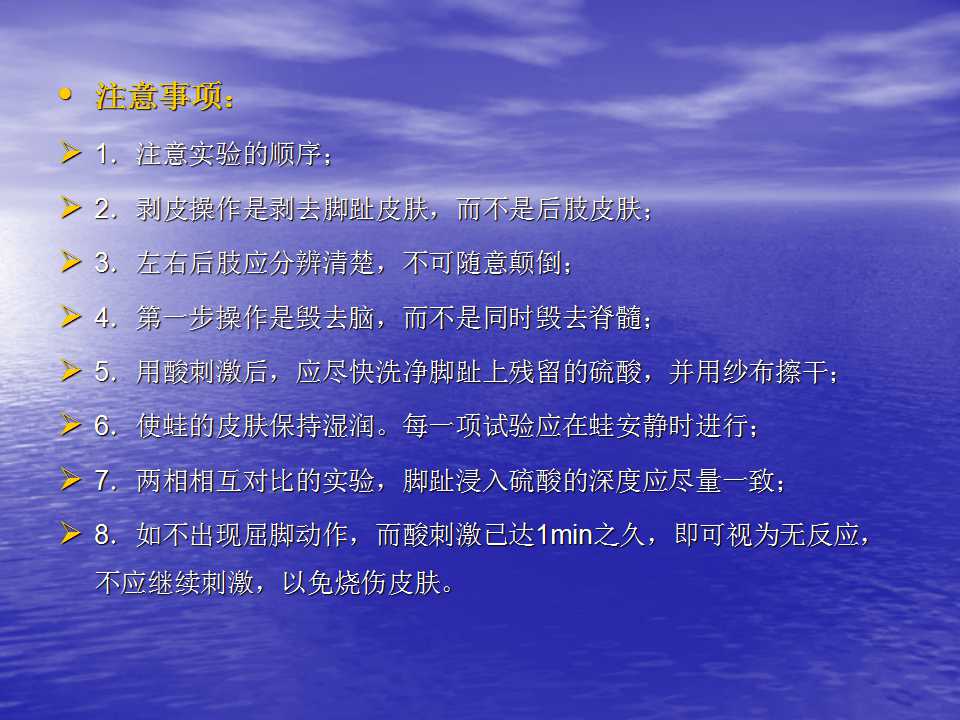 • 注意事项：
➢ 1．注意实验的顺序；
➢ 2．剥皮操作是剥去脚趾皮肤，而不是后肢皮肤；
➢ 3．左右后肢应分辨清楚，不可随意颠倒；
➢ 4．第一步操作是毁去脑，而不是同时毁去脊髓；
➢ 5．用酸刺激后，应尽快洗净脚趾上残留的硫酸，并用纱布擦干；
➢ 6．使蛙的皮肤保持湿润。每一项试验应在蛙安静时进行；
➢ 7．两相相互对比的实验，脚趾浸入硫酸的深度应尽量一致；
➢ 8．如不出现屈脚动作，而酸刺激已达1min之久，即可视为无反应，
不应继续刺激，以免烧伤皮肤。